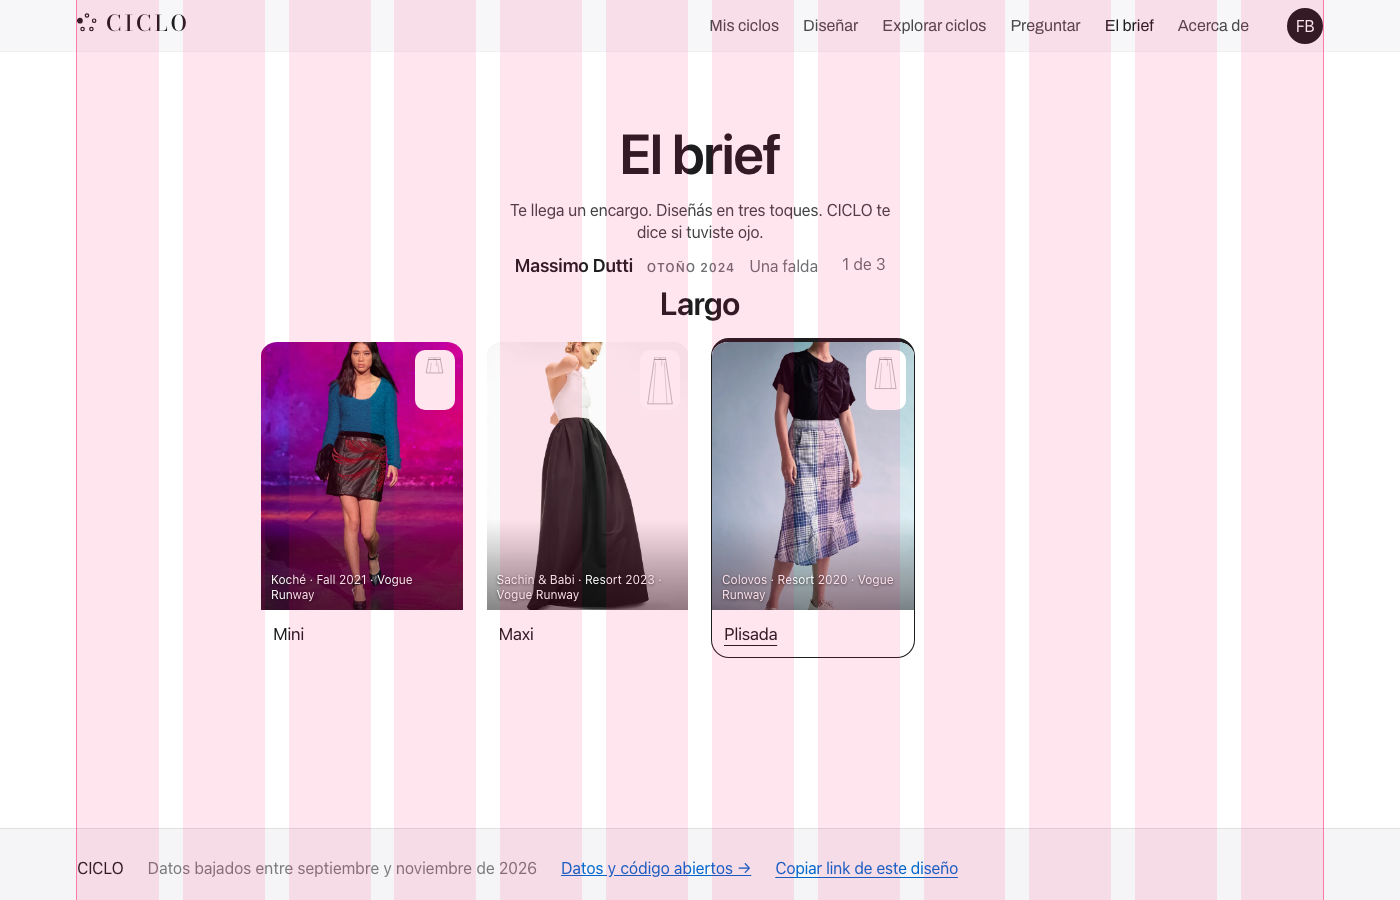 CICLO
Mis ciclos
Diseñar
Explorar ciclos
Preguntar
El brief
Acerca de
FB
El brief
Te llega un encargo. Diseñás en tres toques. CICLO te
dice si tuviste ojo.
Massimo Dutti OTOÑO 2024 Una falda 1 de 3
Largo
Koché · Fall 2021 · Vogue
Runway
Mini
Sachin & Babi · Resort 2023 ·
Vogue Runway
Maxi
Colovos · Resort 2020 · Vogue
Runway
Plisada
CICLO
Datos bajados entre septiembre y noviembre de 2026
Datos y código abiertos →
Copiar link de este diseño